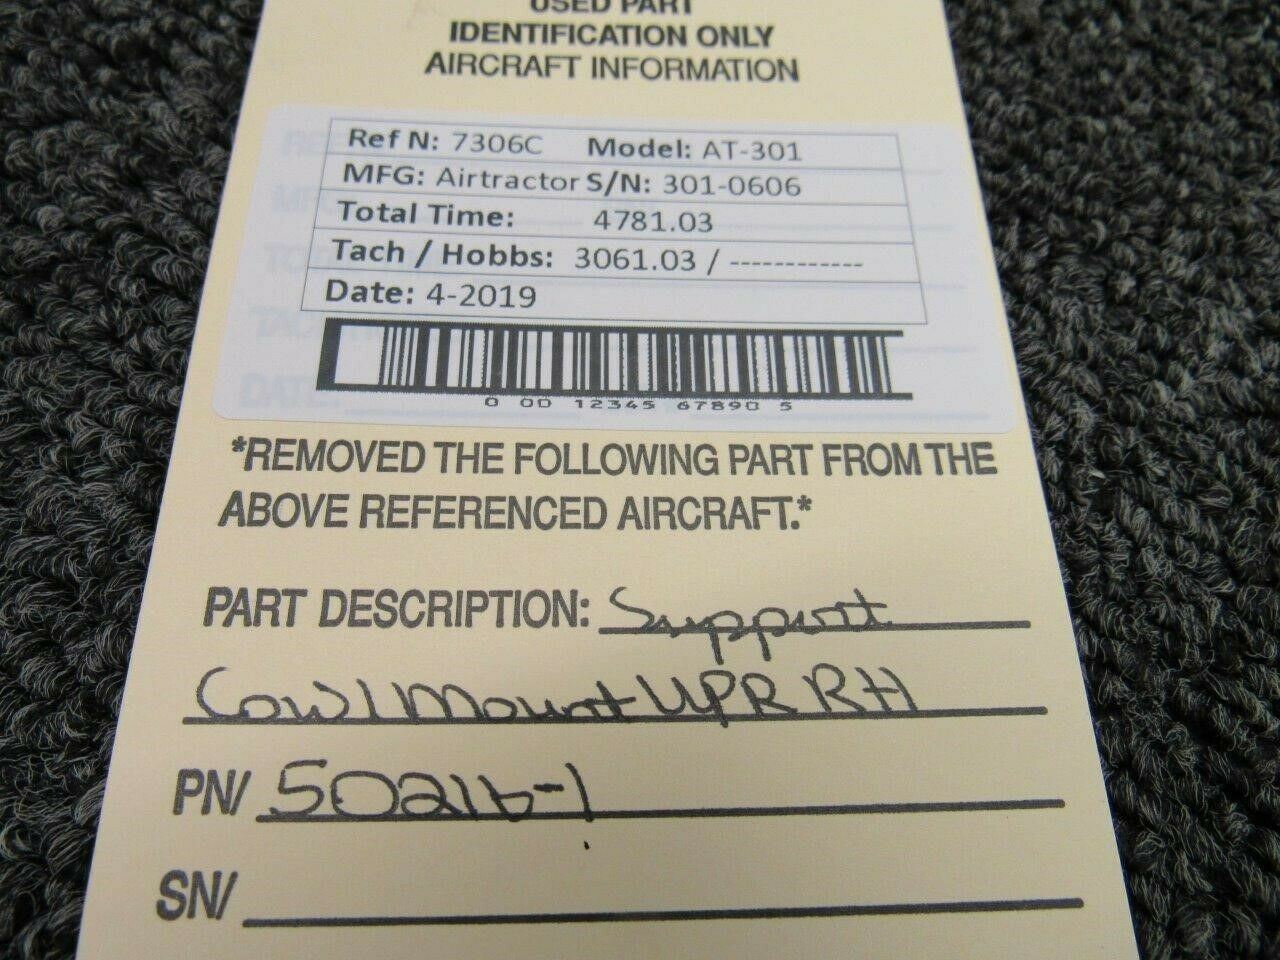 USED PART
IDENTIFICATION ONLY
AIRCRAFT INFORMATION
Ref N: 7306C Model: AT-301
MFG: Airtractor S/N: 301-0606
Total Time: 4781.03
Tach / Hobbs: 3061.03 / ------------
Date: 4-2019
0 00 12345 67890 5
*REMOVED THE FOLLOWING PART FROM THE
ABOVE REFERENCED AIRCRAFT.*
PART DESCRIPTION: Support
Cowl Mount UPR RH
PN/ 50216-1
SN/